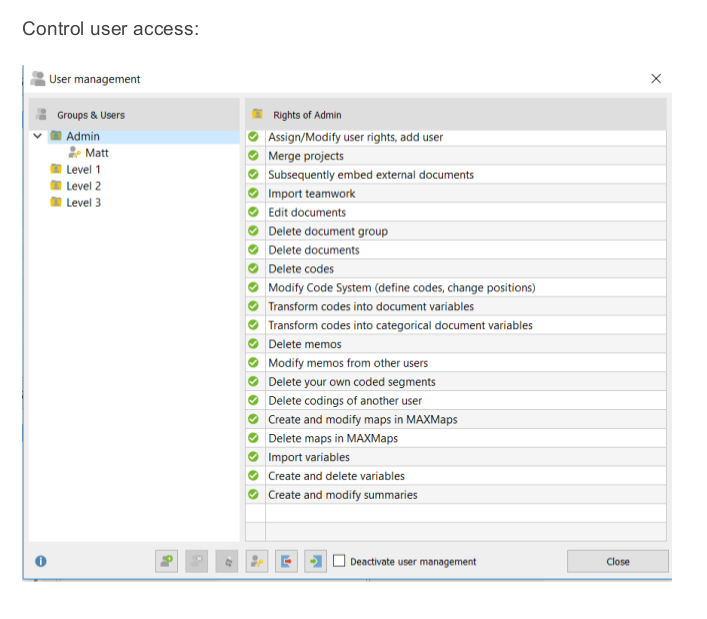 Control user access:
User management
Groups & Users
Admin
Matt
Level 1
Level 2
Level 3
Rights of Admin
Assign/Modify user rights, add user
Merge projects
Subsequently embed external documents
Import teamwork
Edit documents
Delete document group
Delete documents
Delete codes
Modify Code System (define codes, change positions)
Transform codes into document variables
Transform codes into categorical document variables
Delete memos
Modify memos from other users
Delete your own coded segments
Delete codings of another user
Create and modify maps in MAXMaps
Delete maps in MAXMaps
Import variables
Create and delete variables
Create and modify summaries
Deactivate user management
Close